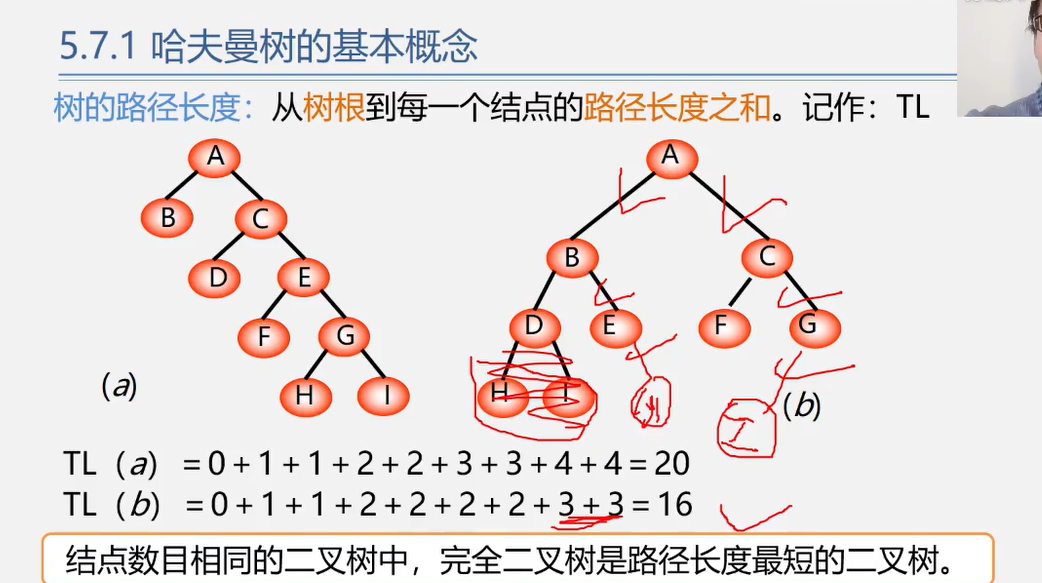 5.7.1 哈夫曼树的基本概念
树的路径长度：从树根到每一个结点的路径长度之和。记作：TL
A
A
B
C
B
C
D
E
D
E
F
G
F
G
H
I
H
I
(a)
H
I
(b)
TL（a）=0+1+1+2+2+3+3+4+4=20
TL（b）=0+1+1+2+2+2+2+3+3=16
结点数目相同的二叉树中，完全二叉树是路径长度最短的二叉树。